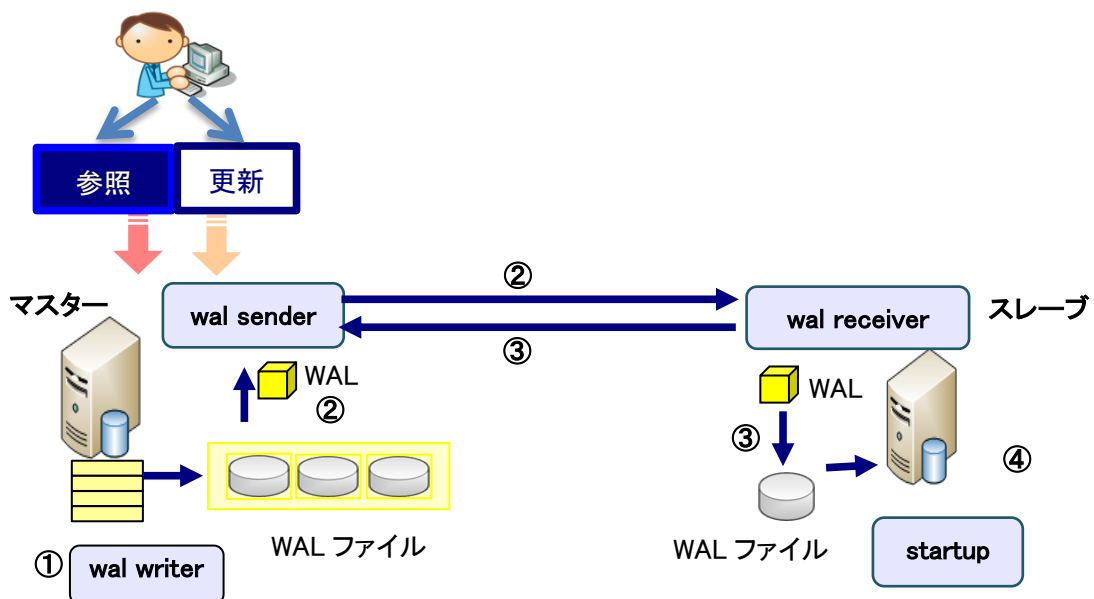 参照
更新
マスター
wal sender
②
③
wal receiver
スレーブ
WAL
②
WAL
③
④
WAL ファイル
WAL ファイル
startup
①
wal writer